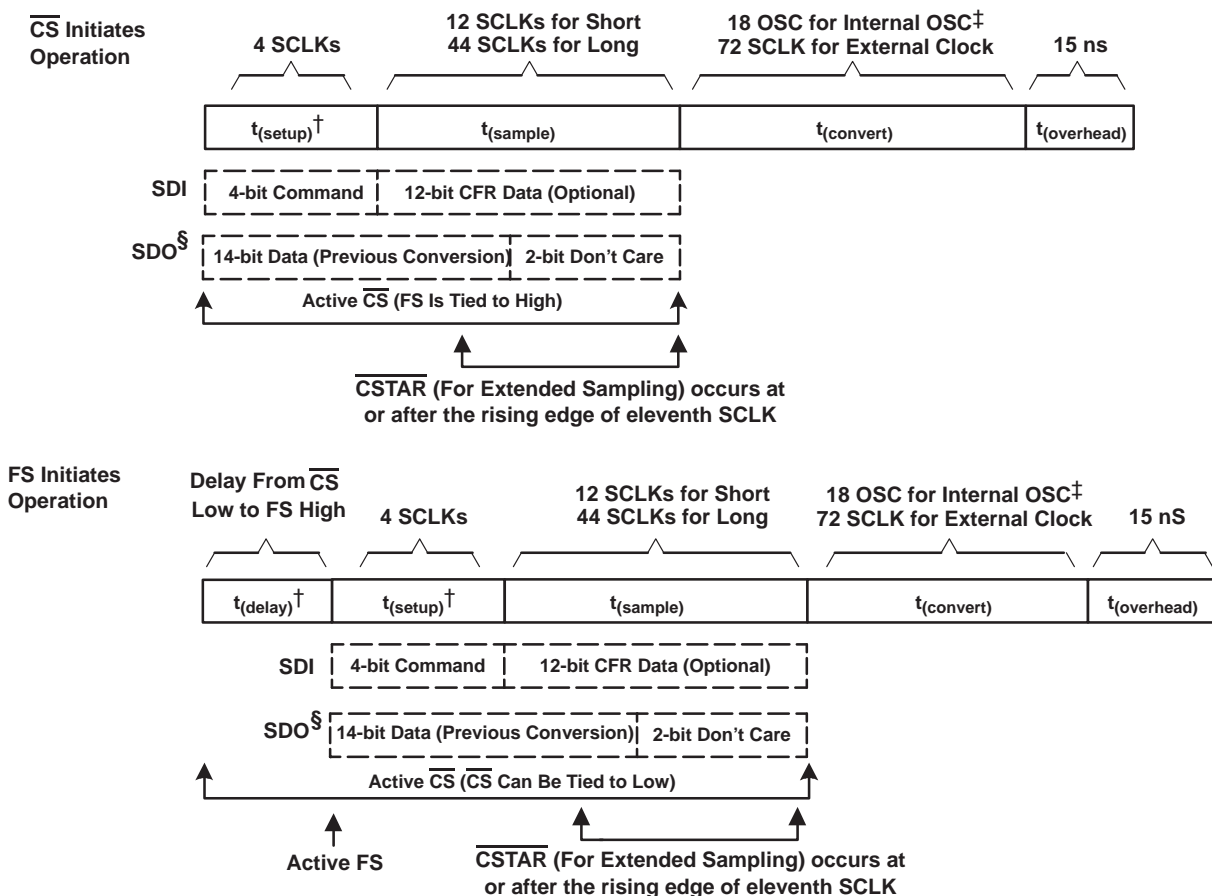 CS Initiates
Operation
4 SCLKs
12 SCLKs for Short
44 SCLKs for Long
18 OSC for Internal OSC‡
72 SCLK for External Clock
15 ns
t(setup)†
t(sample)
t(convert)
t(overhead)
SDI
4-bit Command
12-bit CFR Data (Optional)
SDO§
14-bit Data (Previous Conversion)
2-bit Don't Care
Active CS (FS Is Tied to High)
CSTAR (For Extended Sampling) occurs at
or after the rising edge of eleventh SCLK
FS Initiates
Operation
Delay From CS
Low to FS High
4 SCLKs
12 SCLKs for Short
44 SCLKs for Long
18 OSC for Internal OSC‡
72 SCLK for External Clock
15 nS
t(delay)†
t(setup)†
t(sample)
t(convert)
t(overhead)
SDI
4-bit Command
12-bit CFR Data (Optional)
SDO§
14-bit Data (Previous Conversion)
2-bit Don't Care
Active CS (CS Can Be Tied to Low)
Active FS
CSTAR (For Extended Sampling) occurs at
or after the rising edge of eleventh SCLK